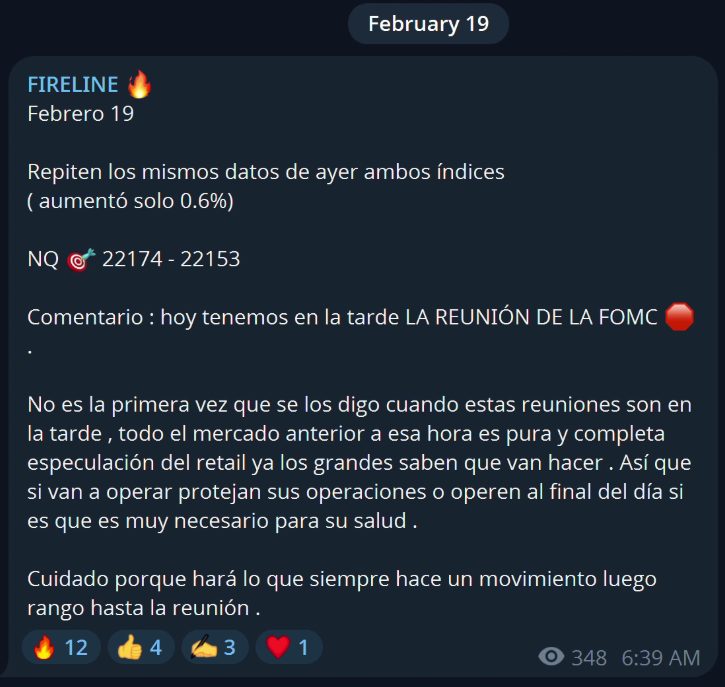 February 19
FIRELINE 🔥
Febrero 19
Repiten los mismos datos de ayer ambos índices
( aumentó solo 0.6%)
NQ 🎯 22174 - 22153
Comentario : hoy tenemos en la tarde LA REUNIÓN DE LA FOMC 🛑
.
No es la primera vez que se los digo cuando estas reuniones son en
la tarde , todo el mercado anterior a esa hora es pura y completa
especulación del retail ya los grandes saben que van hacer . Así que
si van a operar protejan sus operaciones o operen al final del día si
es que es muy necesario para su salud .
Cuidado porque hará lo que siempre hace un movimiento luego
rango hasta la reunión .
🔥 12 👍 4 ✍️ 3 ❤️ 1
348 6:39 AM